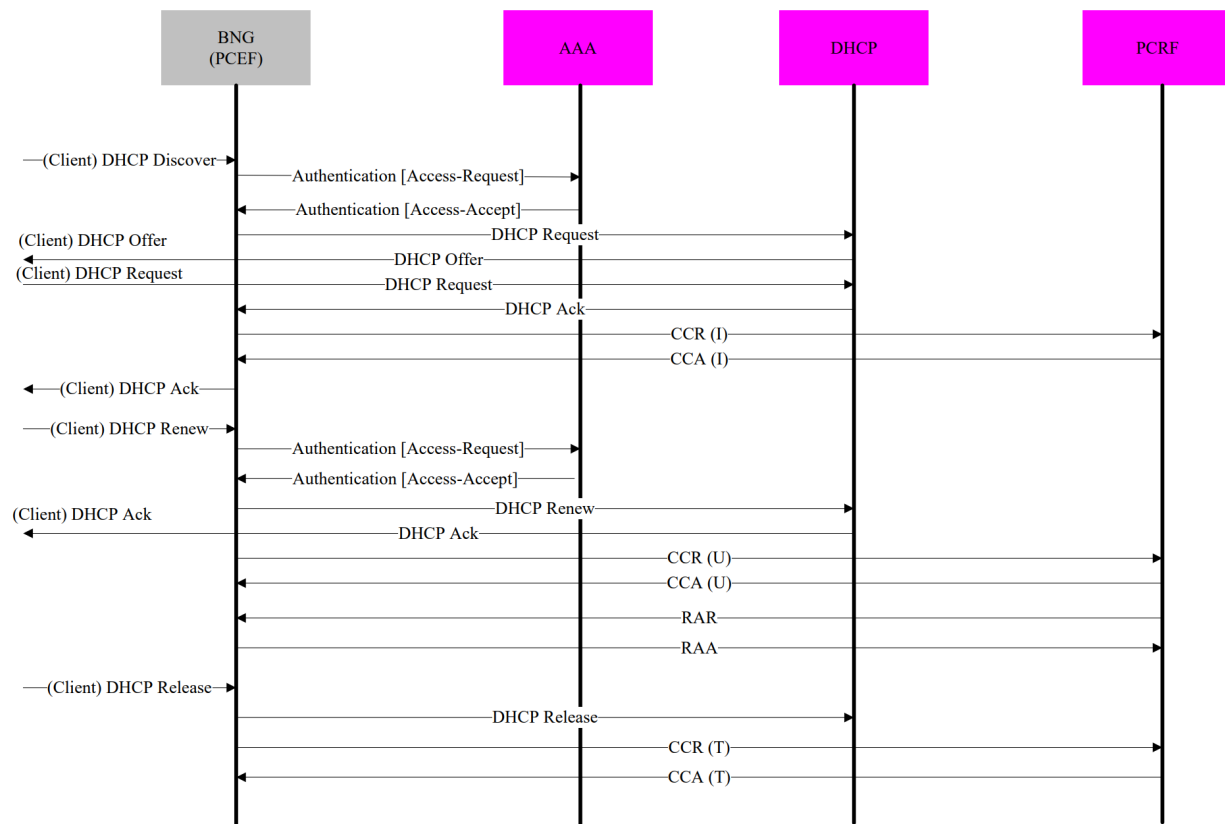 BNG
(PCEF)
AAA
DHCP
PCRF
(Client) DHCP Discover
Authentication [Access-Request]
Authentication [Access-Accept]
DHCP Request
(Client) DHCP Offer
DHCP Offer
(Client) DHCP Request
DHCP Request
DHCP Ack
CCR (I)
CCA (I)
(Client) DHCP Ack
(Client) DHCP Renew
Authentication [Access-Request]
Authentication [Access-Accept]
DHCP Renew
(Client) DHCP Ack
DHCP Ack
CCR (U)
CCA (U)
RAR
RAA
(Client) DHCP Release
DHCP Release
CCR (T)
CCA (T)